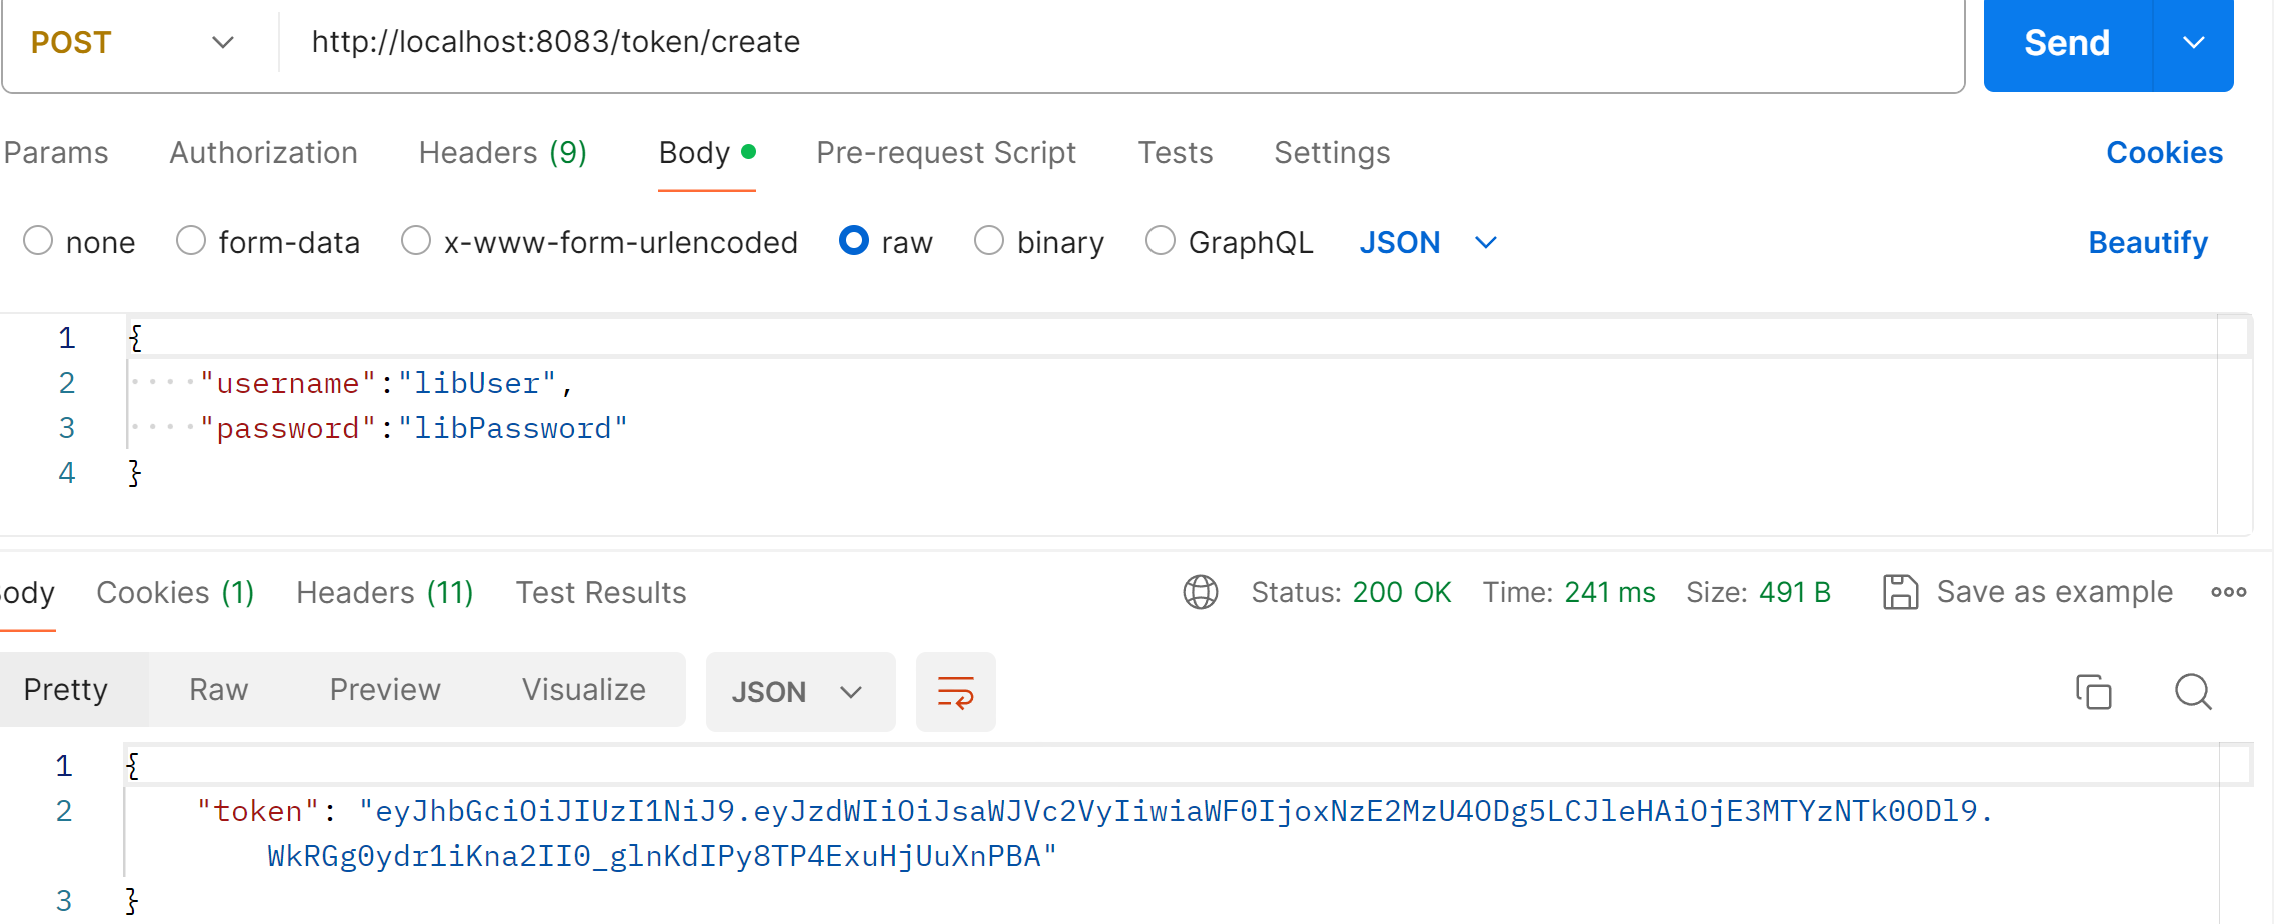 POST http://localhost:8083/token/create Send
Params Authorization Headers (9) Body Pre-request Script Tests Settings Cookies
none form-data x-www-form-urlencoded raw binary GraphQL JSON Beautify
1 {
2 "username":"libUser",
3 "password":"libPassword"
4 }
Body Cookies (1) Headers (11) Test Results Status: 200 OK Time: 241 ms Size: 491 B Save as example
Pretty Raw Preview Visualize JSON
1 {
2 "token": "eyJhbGciOiJIUzI1NiJ9.eyJzdWIiOiJsaWJVc2VyIiwiaWF0IjoxNzE2MzU4ODg5LCJleHAiOjE3MTYzNTk0ODl9.
WkRGg0ydr1iKna2II0_glnKdIPy8TP4ExuHjUuXnPBA"
3 }